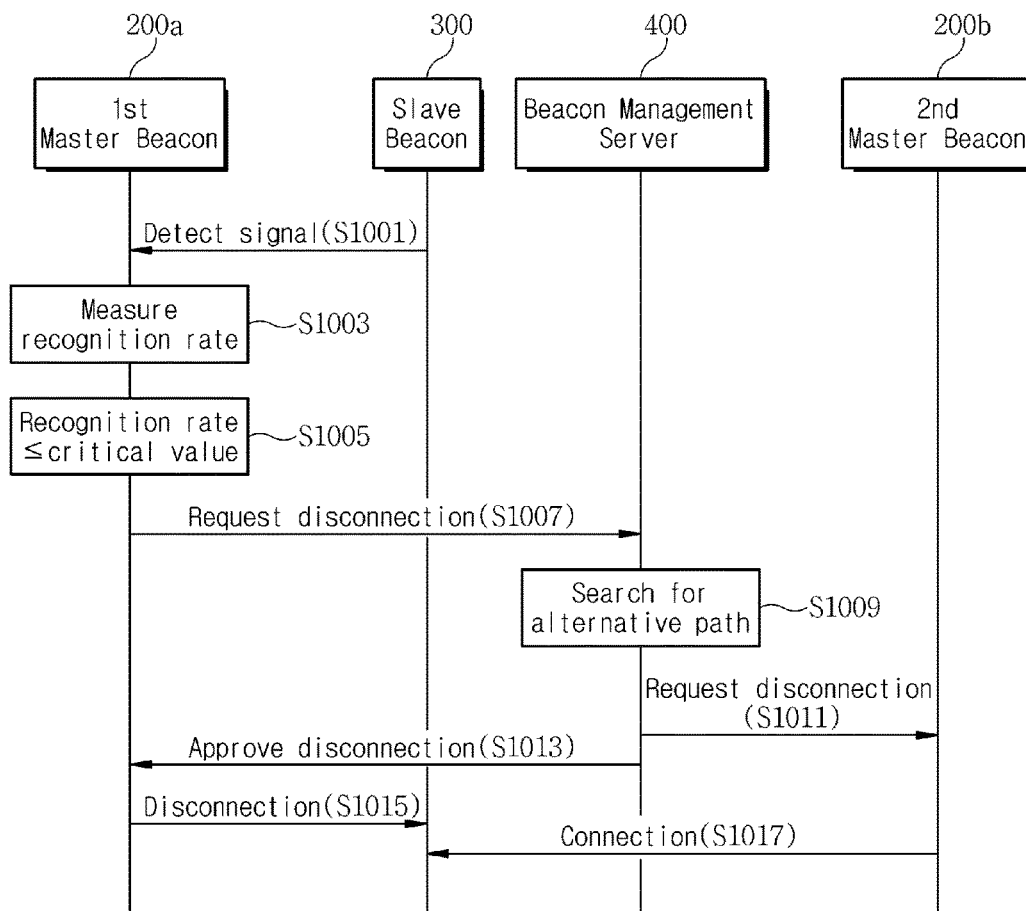 200a
300
400
200b
1st
Master Beacon
Slave
Beacon
Beacon Management
Server
2nd
Master Beacon
Detect signal(S1001)
Measure
recognition rate
S1003
Recognition rate
≤critical value
S1005
Request disconnection(S1007)
Search for
alternative path
S1009
Request disconnection
(S1011)
Approve disconnection(S1013)
Disconnection(S1015)
Connection(S1017)